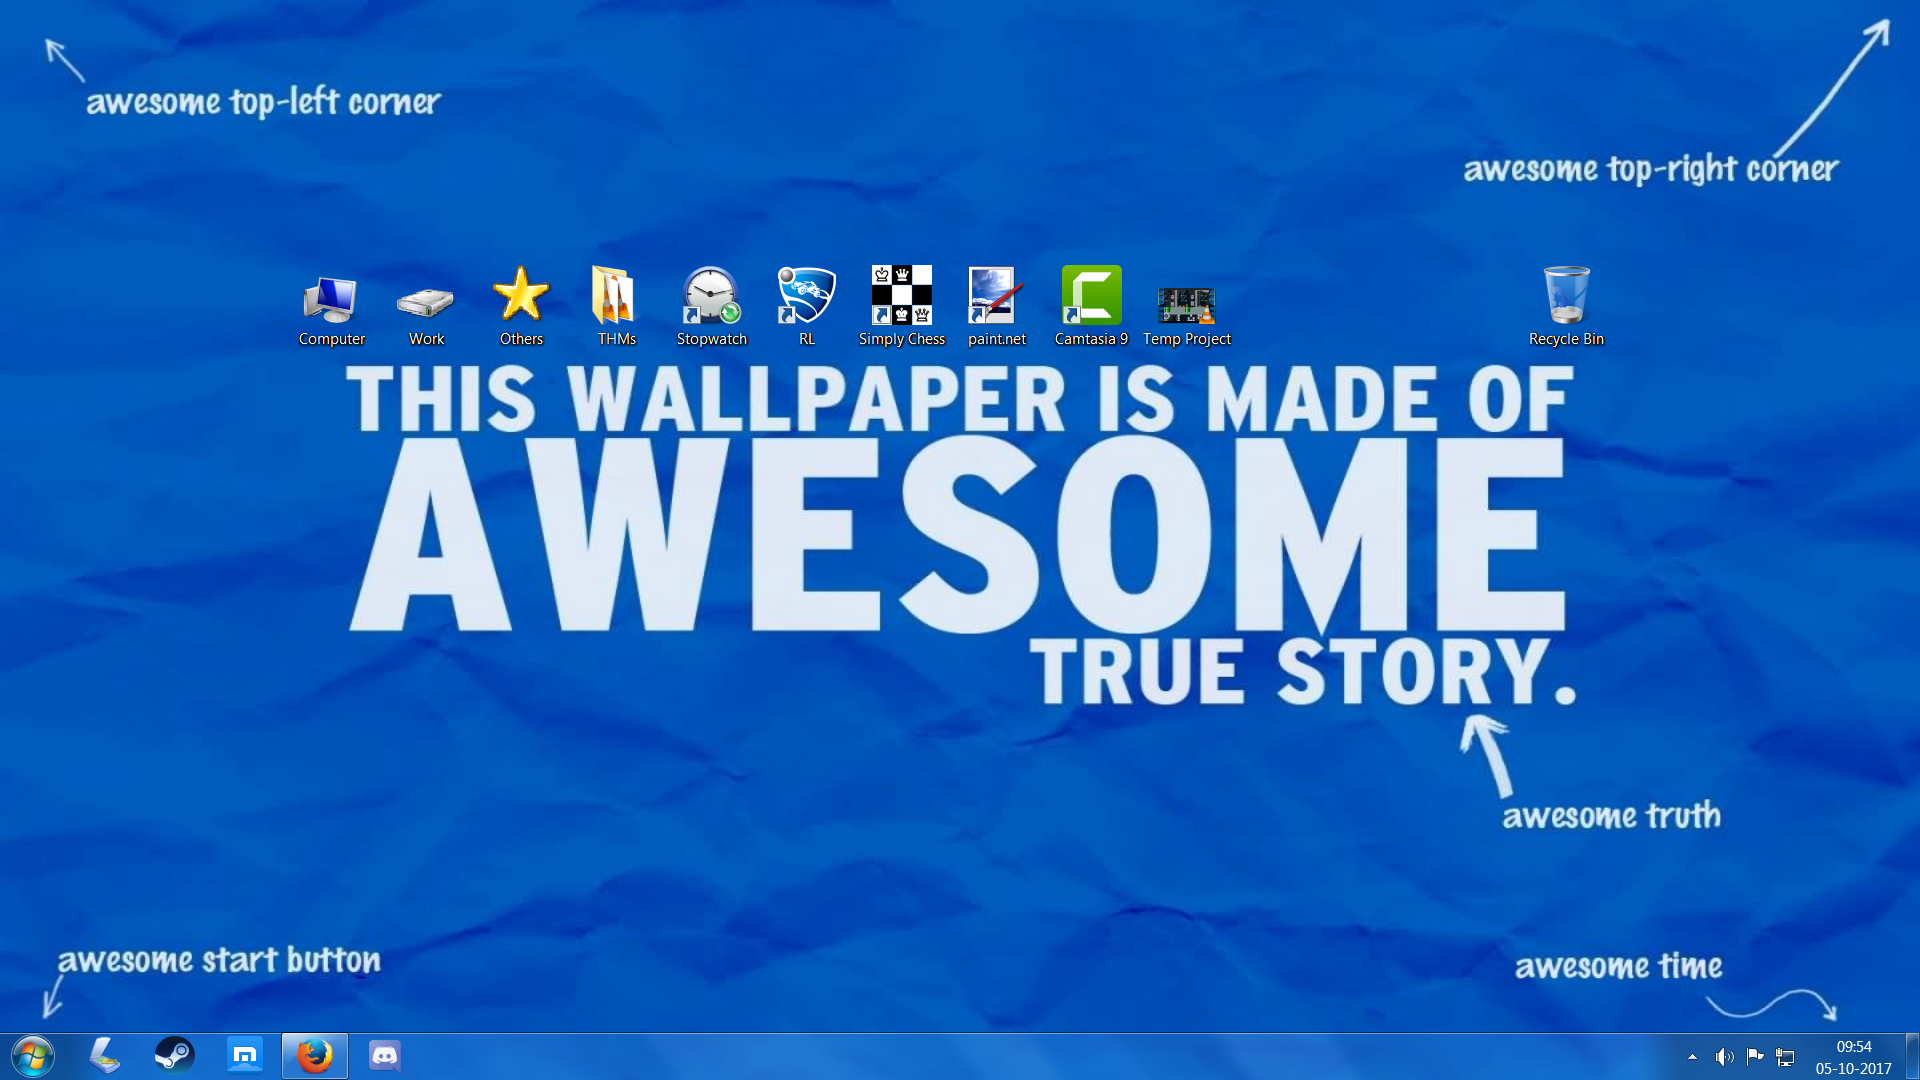 awesome top-left corner
awesome top-right corner
Computer
Work
Others
THMs
Stopwatch
RL
Simply Chess
paint.net
Camtasia 9
Temp Project
Recycle Bin
THIS WALLPAPER IS MADE OF
AWESOME
TRUE STORY.
awesome truth
awesome start button
awesome time
09:54
05-10-2017